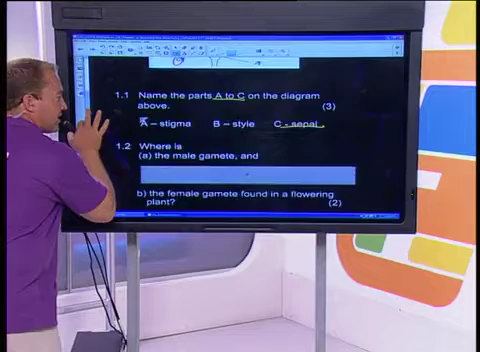 1.1 Name the parts A to C on the diagram
above. (3)
A – stigma B – style C - sepal
1.2 Where is
(a) the male gamete, and
b) the female gamete found in a flowering
plant? (2)